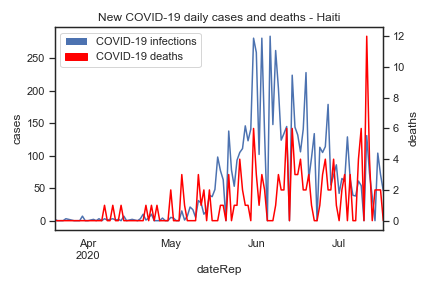 New COVID-19 daily cases and deaths - Haiti
COVID-19 infections
COVID-19 deaths
cases
250
200
150
100
50
0
deaths
12
10
8
6
4
2
0
Apr
2020
May
Jun
Jul
dateRep